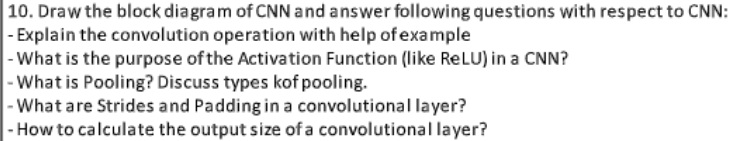 10. Draw the block diagram of CNN and answer following questions with respect to CNN:
- Explain the convolution operation with help of example
- What is the purpose of the Activation Function (like ReLU) in a CNN?
- What is Pooling? Discuss types kof pooling.
- What are Strides and Padding in a convolutional layer?
- How to calculate the output size of a convolutional layer?